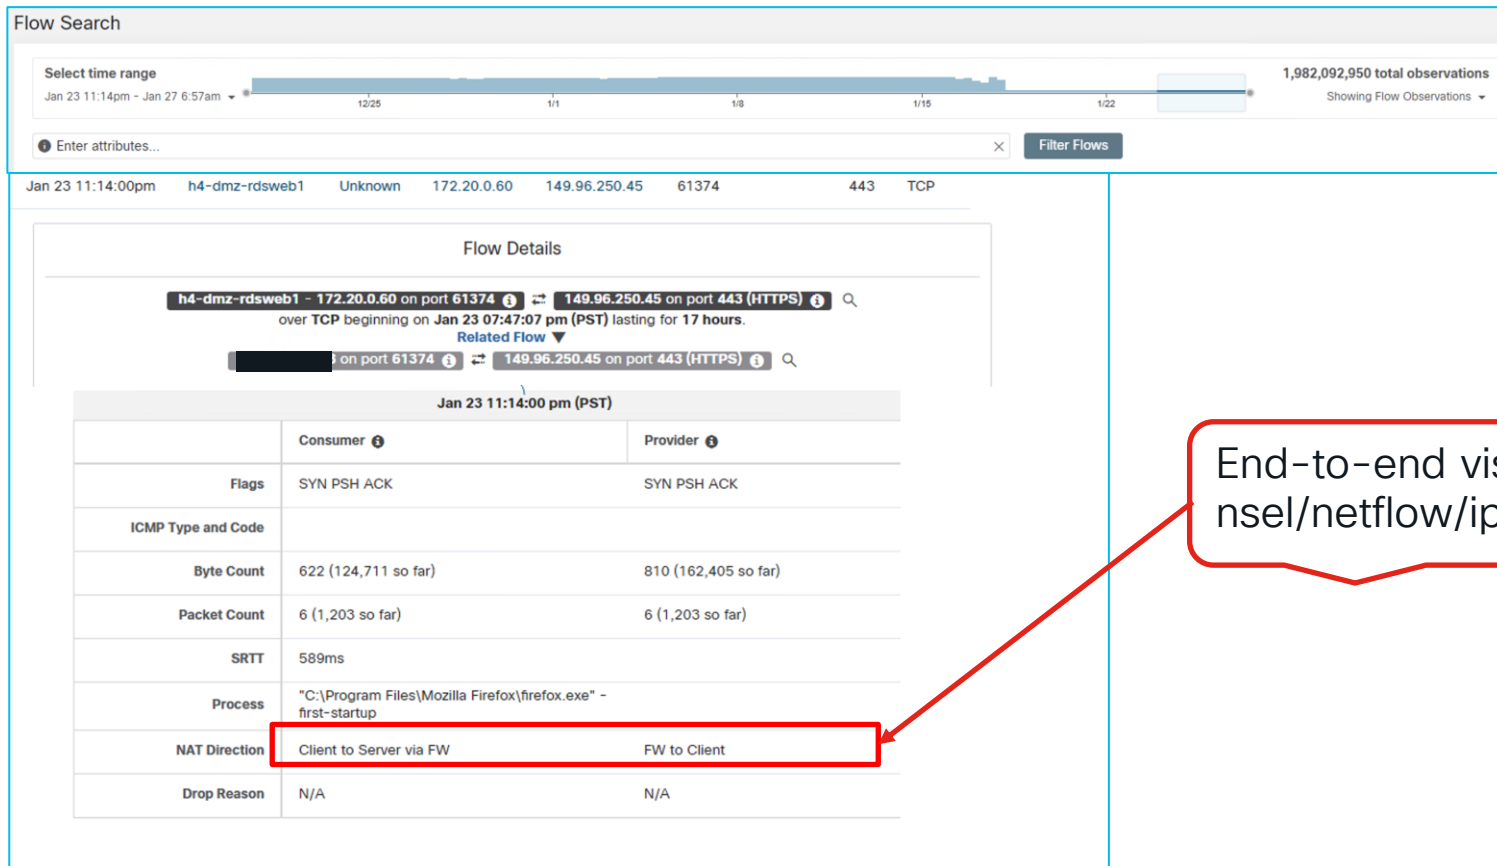 Flow Search
Select time range
Jan 23 11:14pm - Jan 27 6:57am
12/25
1/1
1/8
1/15
1/22
1,982,092,950 total observations
Showing Flow Observations
Enter attributes...
Filter Flows
Jan 23 11:14:00pm h4-dmz-rdsweb1 Unknown 172.20.0.60 149.96.250.45 61374 443 TCP
Flow Details
h4-dmz-rdsweb1 - 172.20.0.60 on port 61374 149.96.250.45 on port 443 (HTTPS)
over TCP beginning on Jan 23 07:47:07 pm (PST) lasting for 17 hours.
Related Flow
on port 61374 149.96.250.45 on port 443 (HTTPS)
Jan 23 11:14:00 pm (PST)
Consumer Provider
Flags SYN PSH ACK SYN PSH ACK
ICMP Type and Code
Byte Count 622 (124,711 so far) 810 (162,405 so far)
Packet Count 6 (1,203 so far) 6 (1,203 so far)
SRTT 589ms
Process "C:\Program Files\Mozilla Firefox\firefox.exe" -
first-startup
NAT Direction Client to Server via FW FW to Client
Drop Reason N/A N/A
End-to-end vis
nsel/netflow/ip